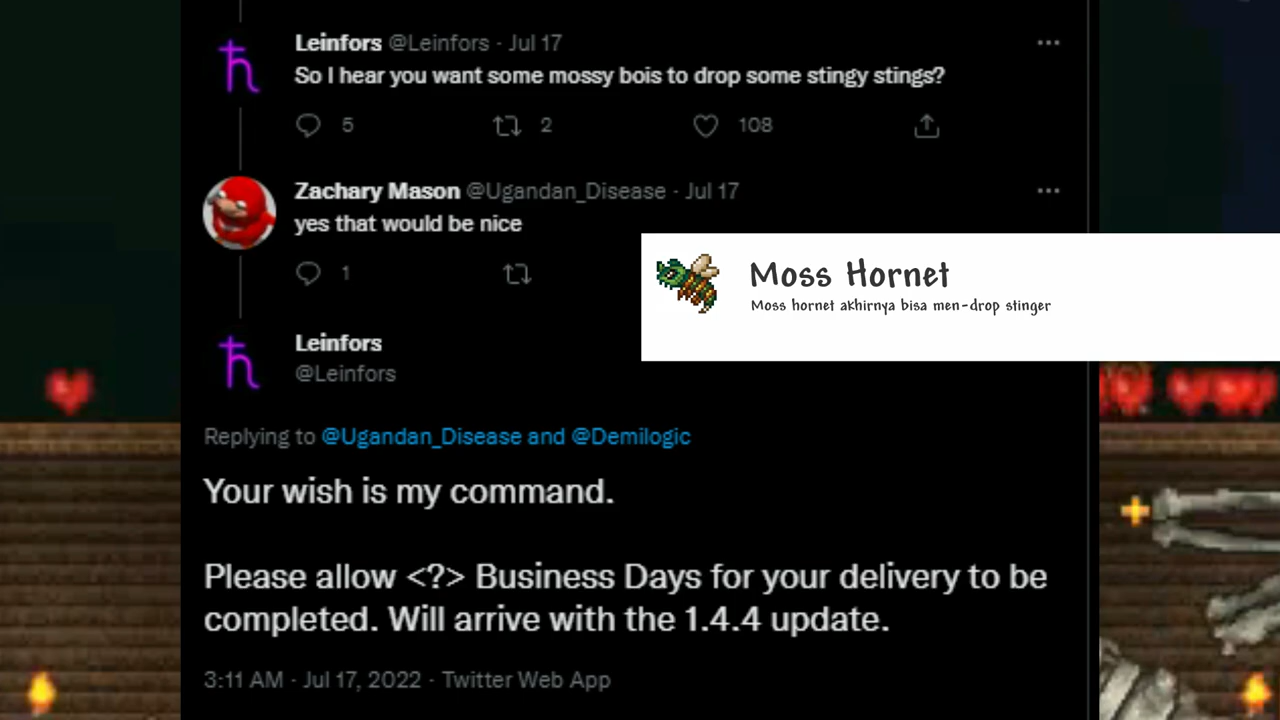 Leinfors @Leinfors · Jul 17
So I hear you want some mossy bois to drop some stingy stings?
5 2 108
Zachary Mason @Ugandan_Disease · Jul 17
yes that would be nice
1
Moss Hornet
Moss hornet akhirnya bisa men-drop stinger
Leinfors
@Leinfors
Replying to @Ugandan_Disease and @Demilogic
Your wish is my command.
Please allow <?> Business Days for your delivery to be
completed. Will arrive with the 1.4.4 update.
3:11 AM · Jul 17, 2022 · Twitter Web App